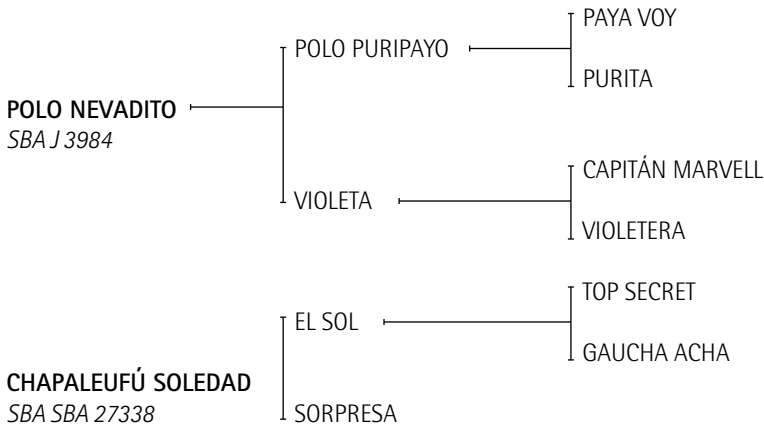 PAYA VOY
POLO PURIPAYO
PURITA
POLO NEVADITO
SBA J 3984
CAPITÁN MARVELL
VIOLETA
VIOLETERA
TOP SECRET
EL SOL
GAUCHA ACHA
CHAPALEUFÚ SOLEDAD
SBA SBA 27338
SORPRESA